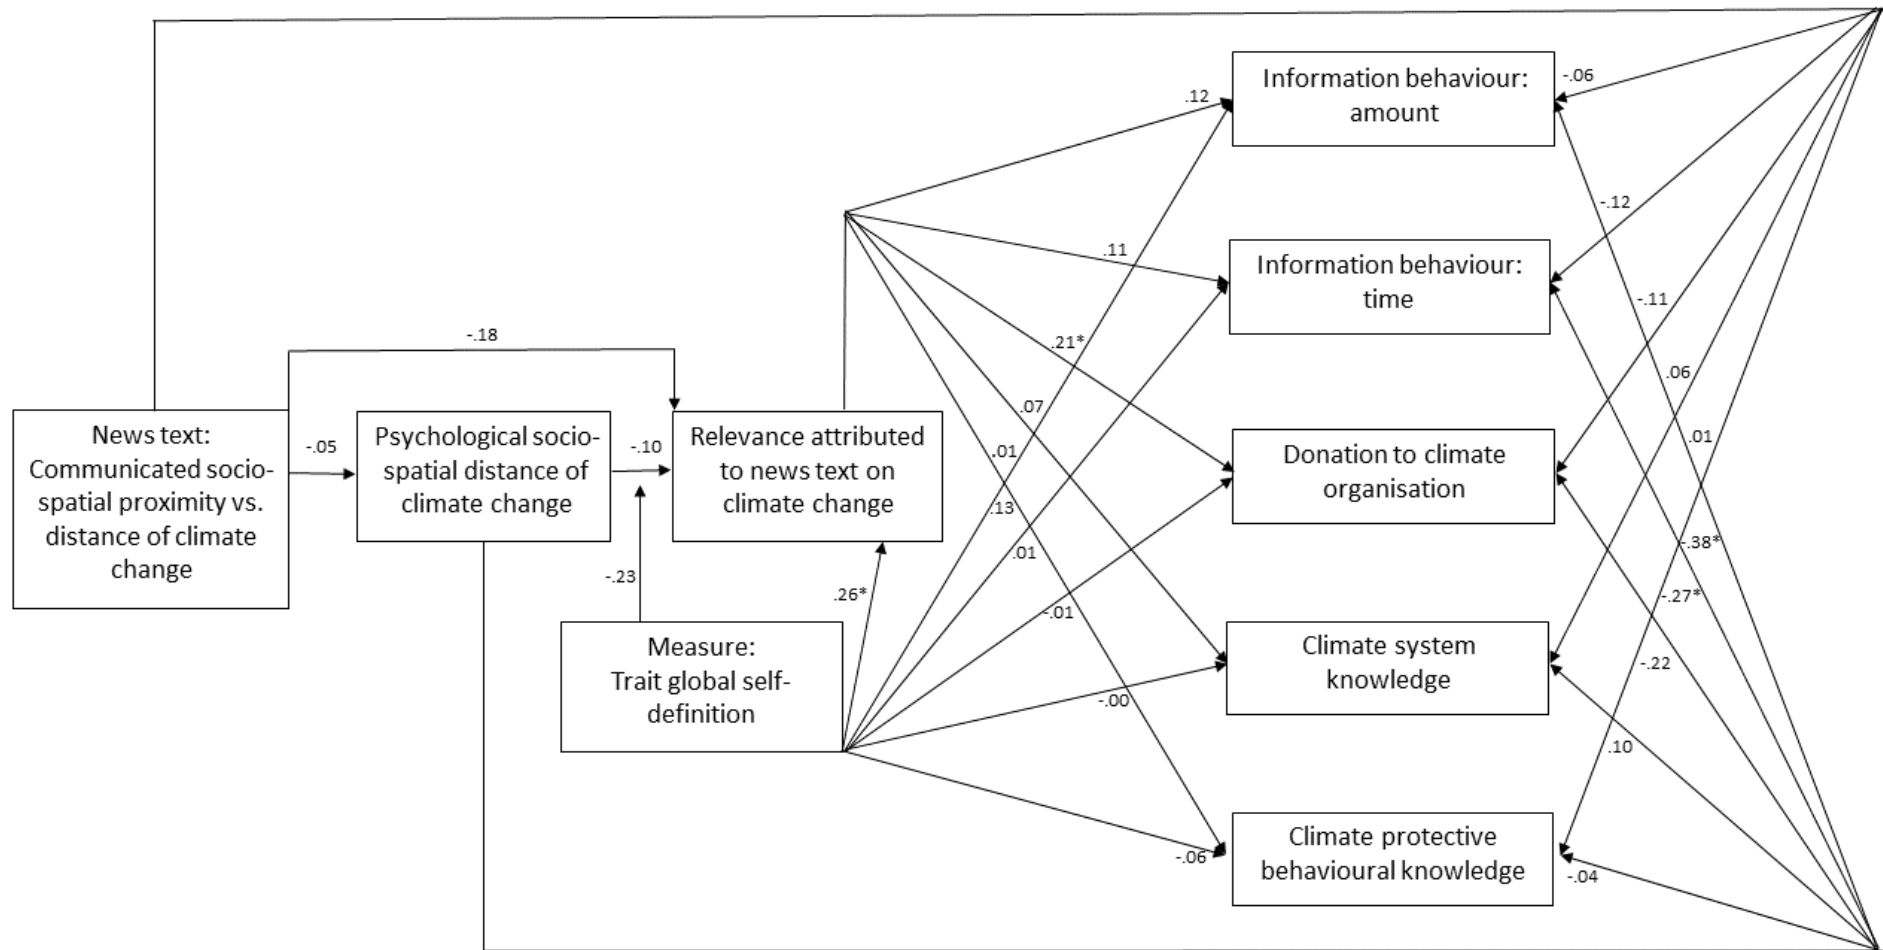 Information behaviour:
amount
-.06
.12
-.12
Information behaviour:
time
.11
-.11
-.18
.21*
.06
News text:
Communicated socio-
spatial proximity vs.
distance of climate
change
-.05
Psychological socio-
spatial distance of
climate change
-.10
Relevance attributed
to news text on
climate change
.07
.01
.13
.01
Donation to climate
organisation
.01
-.38*
-.27*
-.23
.26*
-.01
Measure:
Trait global self-
definition
Climate system
knowledge
-.22
-.00
.10
Climate protective
behavioural knowledge
-.06
-.04